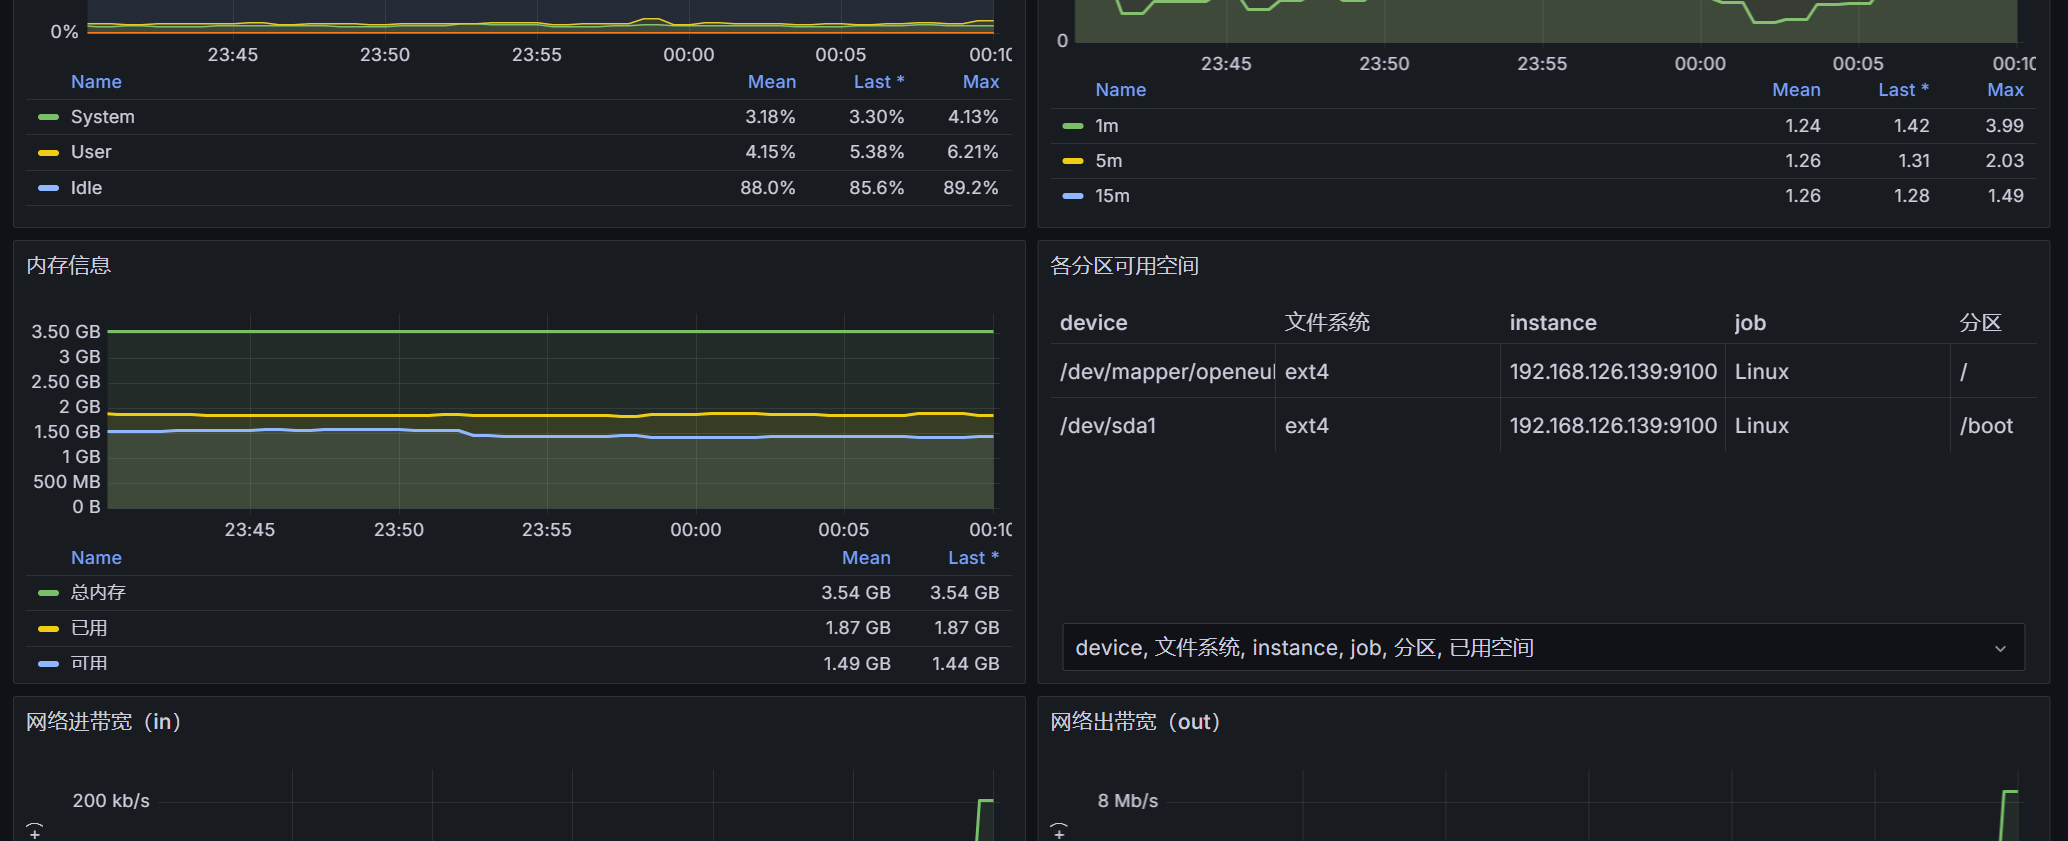 0%
23:45 23:50 23:55 00:00 00:05 00:10
Name Mean Last * Max
System 3.18% 3.30% 4.13%
User 4.15% 5.38% 6.21%
Idle 88.0% 85.6% 89.2%
0
23:45 23:50 23:55 00:00 00:05 00:10
Name Mean Last * Max
1m 1.24 1.42 3.99
5m 1.26 1.31 2.03
15m 1.26 1.28 1.49
内存信息
3.50 GB
3 GB
2.50 GB
2 GB
1.50 GB
1 GB
500 MB
0 B
23:45 23:50 23:55 00:00 00:05 00:10
Name Mean Last *
总内存 3.54 GB 3.54 GB
已用 1.87 GB 1.87 GB
可用 1.49 GB 1.44 GB
各分区可用空间
device 文件系统 instance job 分区
/dev/mapper/openeul ext4 192.168.126.139:9100 Linux /
/dev/sda1 ext4 192.168.126.139:9100 Linux /boot
device, 文件系统, instance, job, 分区, 已用空间
网络进带宽（in）
200 kb/s
网络出带宽（out）
8 Mb/s